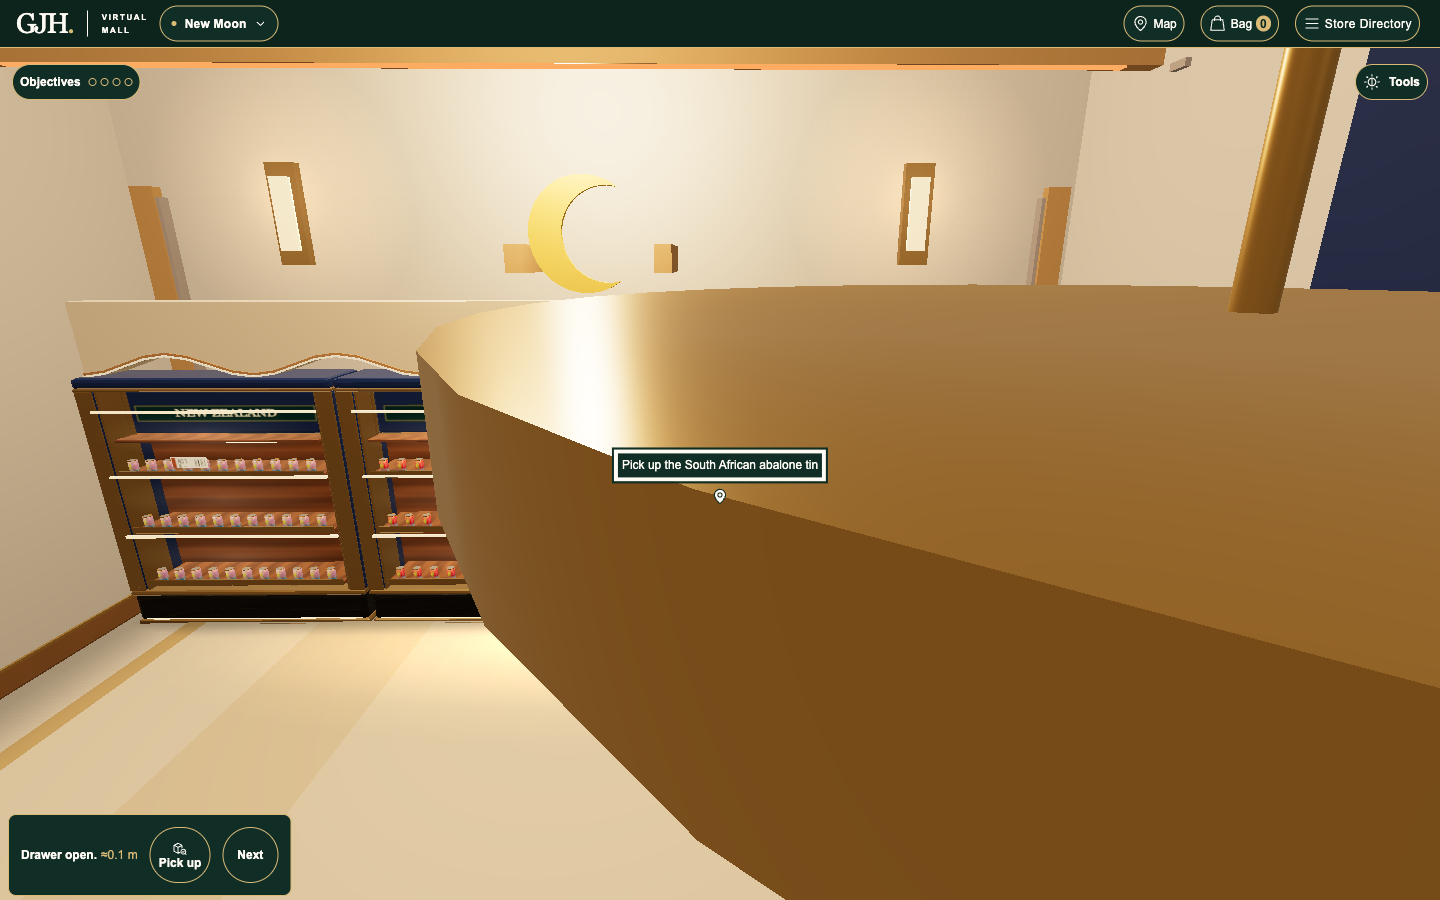 GJH.
VIRTUAL
MALL
New Moon
Map
Bag 0
Store Directory
Objectives
Tools
NEW ZEALAND
Pick up the South African abalone tin
Drawer open. ≈0.1 m
Pick up
Next